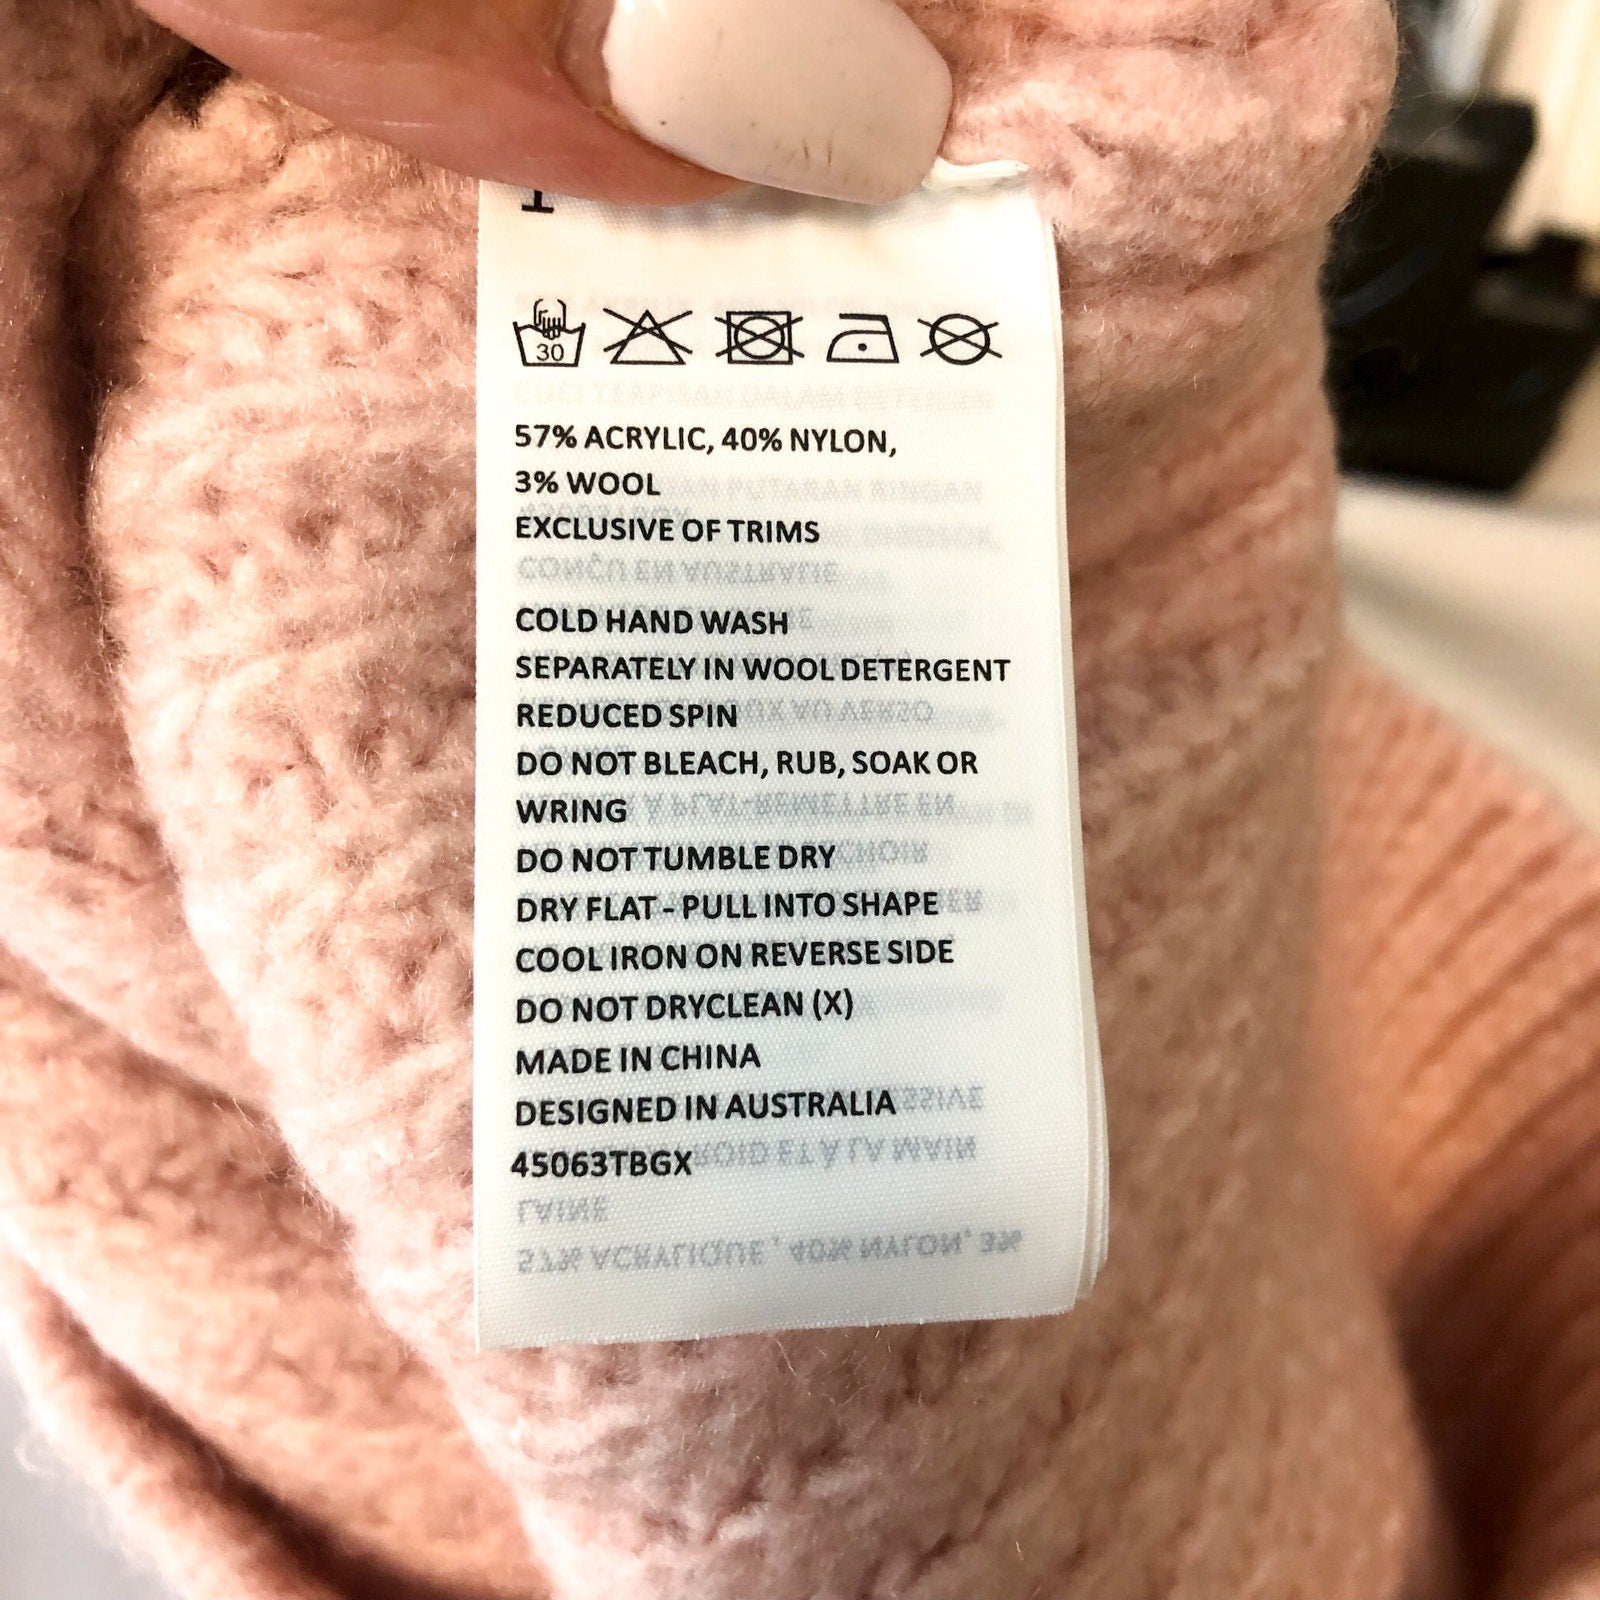 30
57% ACRYLIC, 40% NYLON,
3% WOOL
EXCLUSIVE OF TRIMS
COLD HAND WASH
SEPARATELY IN WOOL DETERGENT
REDUCED SPIN
DO NOT BLEACH, RUB, SOAK OR
WRING
DO NOT TUMBLE DRY
DRY FLAT - PULL INTO SHAPE
COOL IRON ON REVERSE SIDE
DO NOT DRYCLEAN (X)
MADE IN CHINA
DESIGNED IN AUSTRALIA
45063TBGX